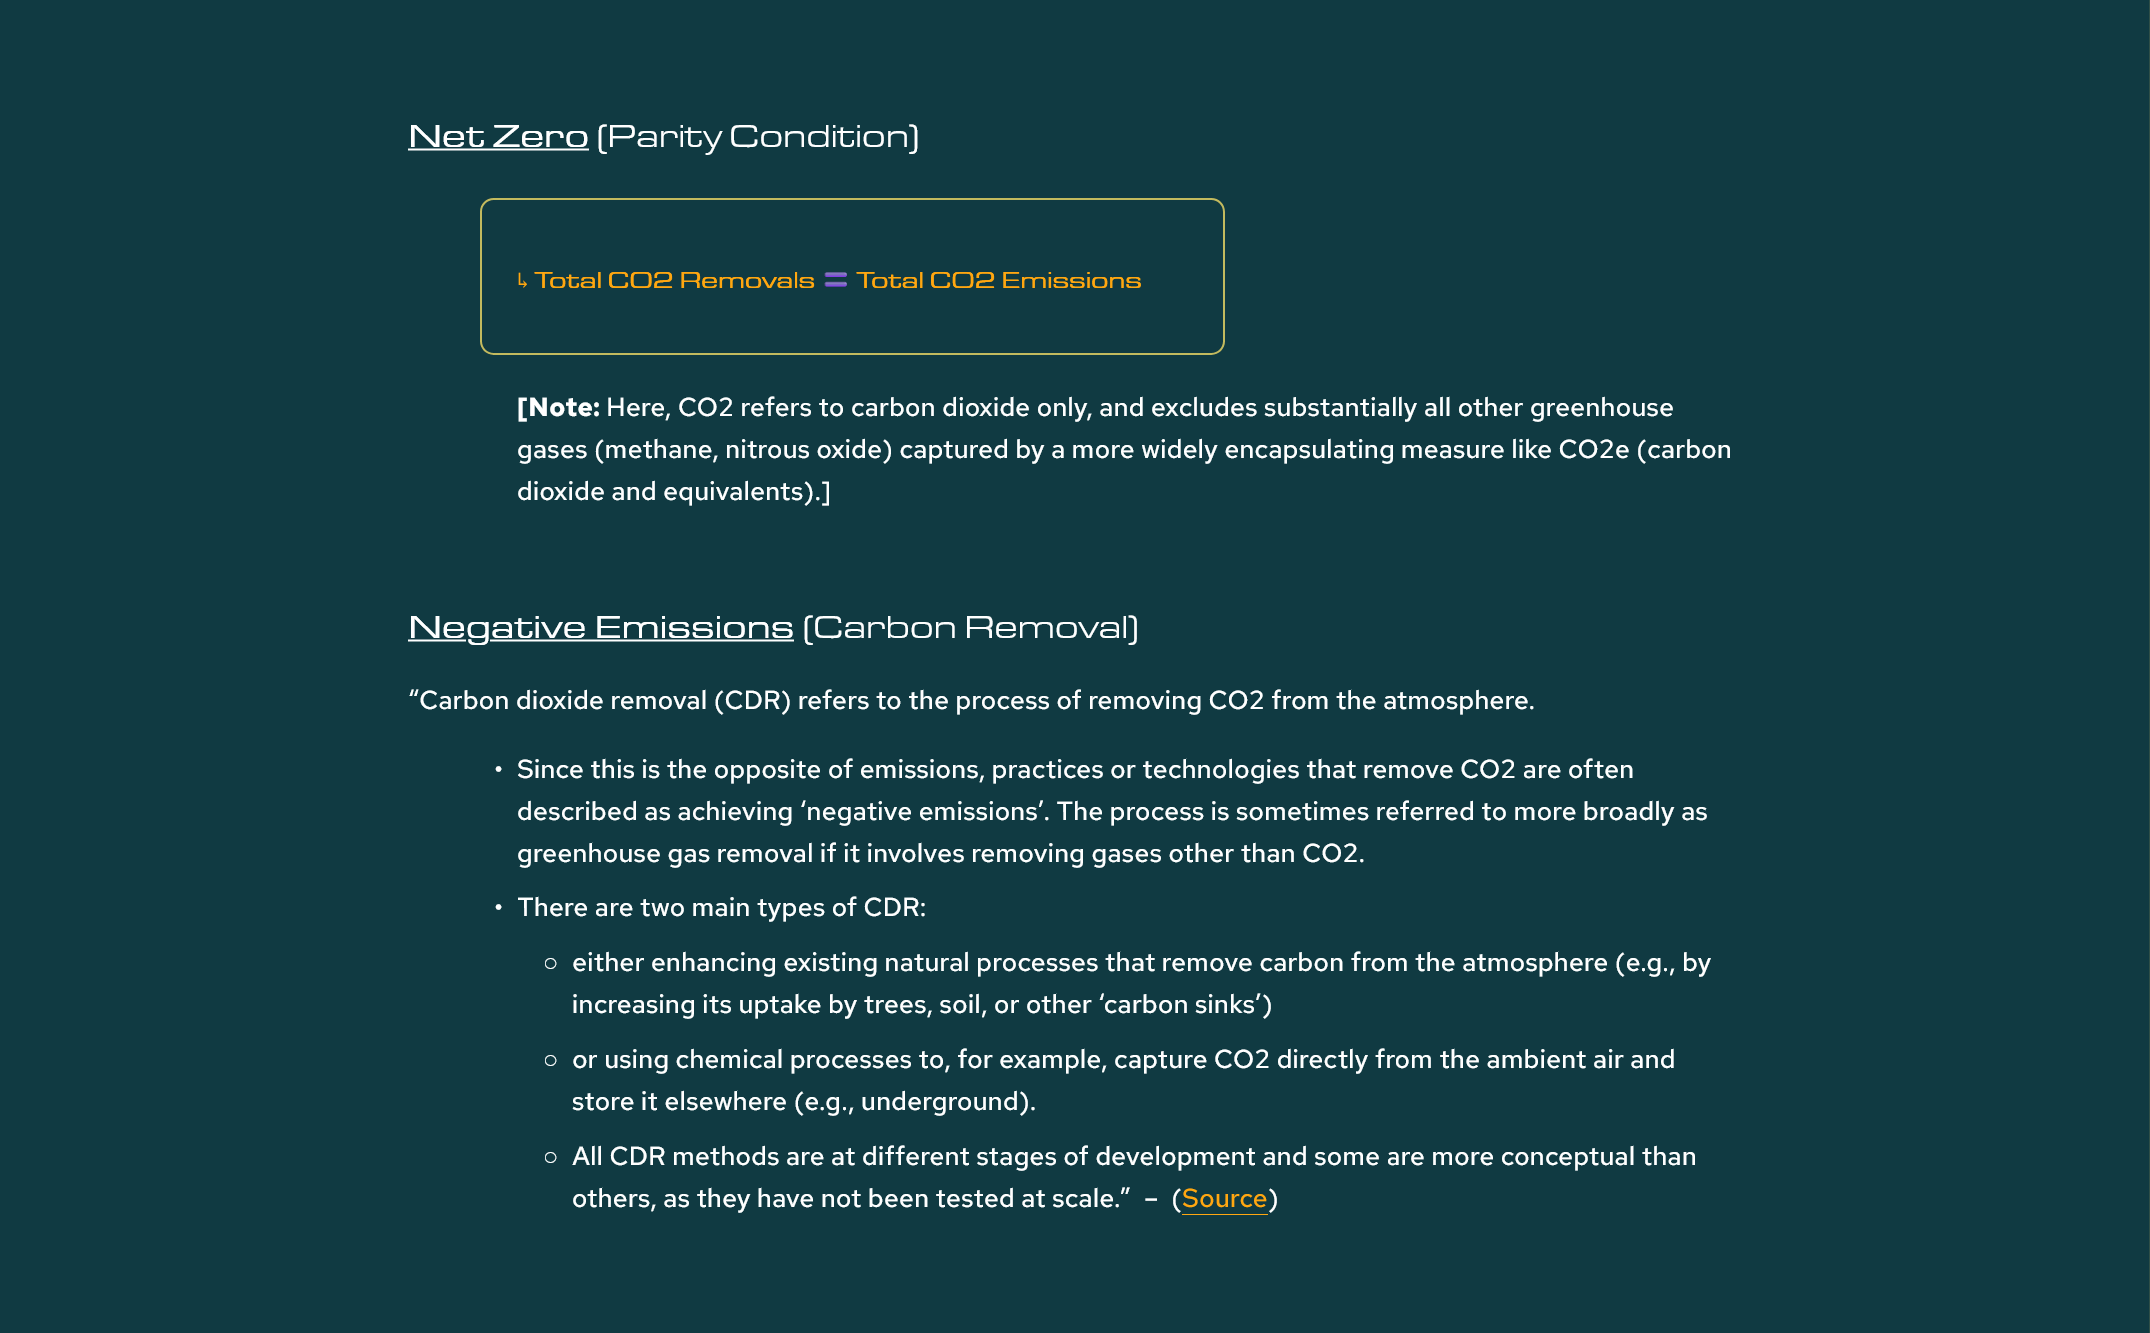 Net Zero (Parity Condition)
↳ Total CO2 Removals = Total CO2 Emissions
[Note: Here, CO2 refers to carbon dioxide only, and excludes substantially all other greenhouse
gases (methane, nitrous oxide) captured by a more widely encapsulating measure like CO2e (carbon
dioxide and equivalents).]
Negative Emissions (Carbon Removal)
“Carbon dioxide removal (CDR) refers to the process of removing CO2 from the atmosphere.
• Since this is the opposite of emissions, practices or technologies that remove CO2 are often
described as achieving ‘negative emissions’. The process is sometimes referred to more broadly as
greenhouse gas removal if it involves removing gases other than CO2.
• There are two main types of CDR:
○ either enhancing existing natural processes that remove carbon from the atmosphere (e.g., by
increasing its uptake by trees, soil, or other ‘carbon sinks’)
○ or using chemical processes to, for example, capture CO2 directly from the ambient air and
store it elsewhere (e.g., underground).
○ All CDR methods are at different stages of development and some are more conceptual than
others, as they have not been tested at scale.” – (Source)